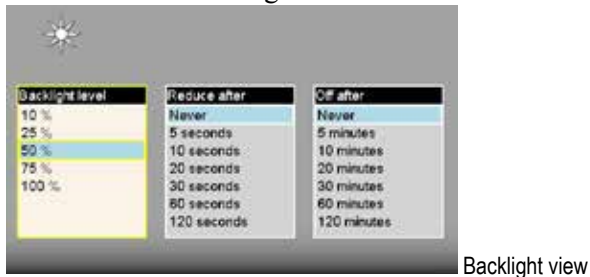 Backlight level
10 %
25 %
50 %
75 %
100 %
Reduce after
Never
5 seconds
10 seconds
20 seconds
30 seconds
60 seconds
120 seconds
Off after
Never
5 minutes
10 minutes
20 minutes
30 minutes
60 minutes
120 minutes
Backlight view